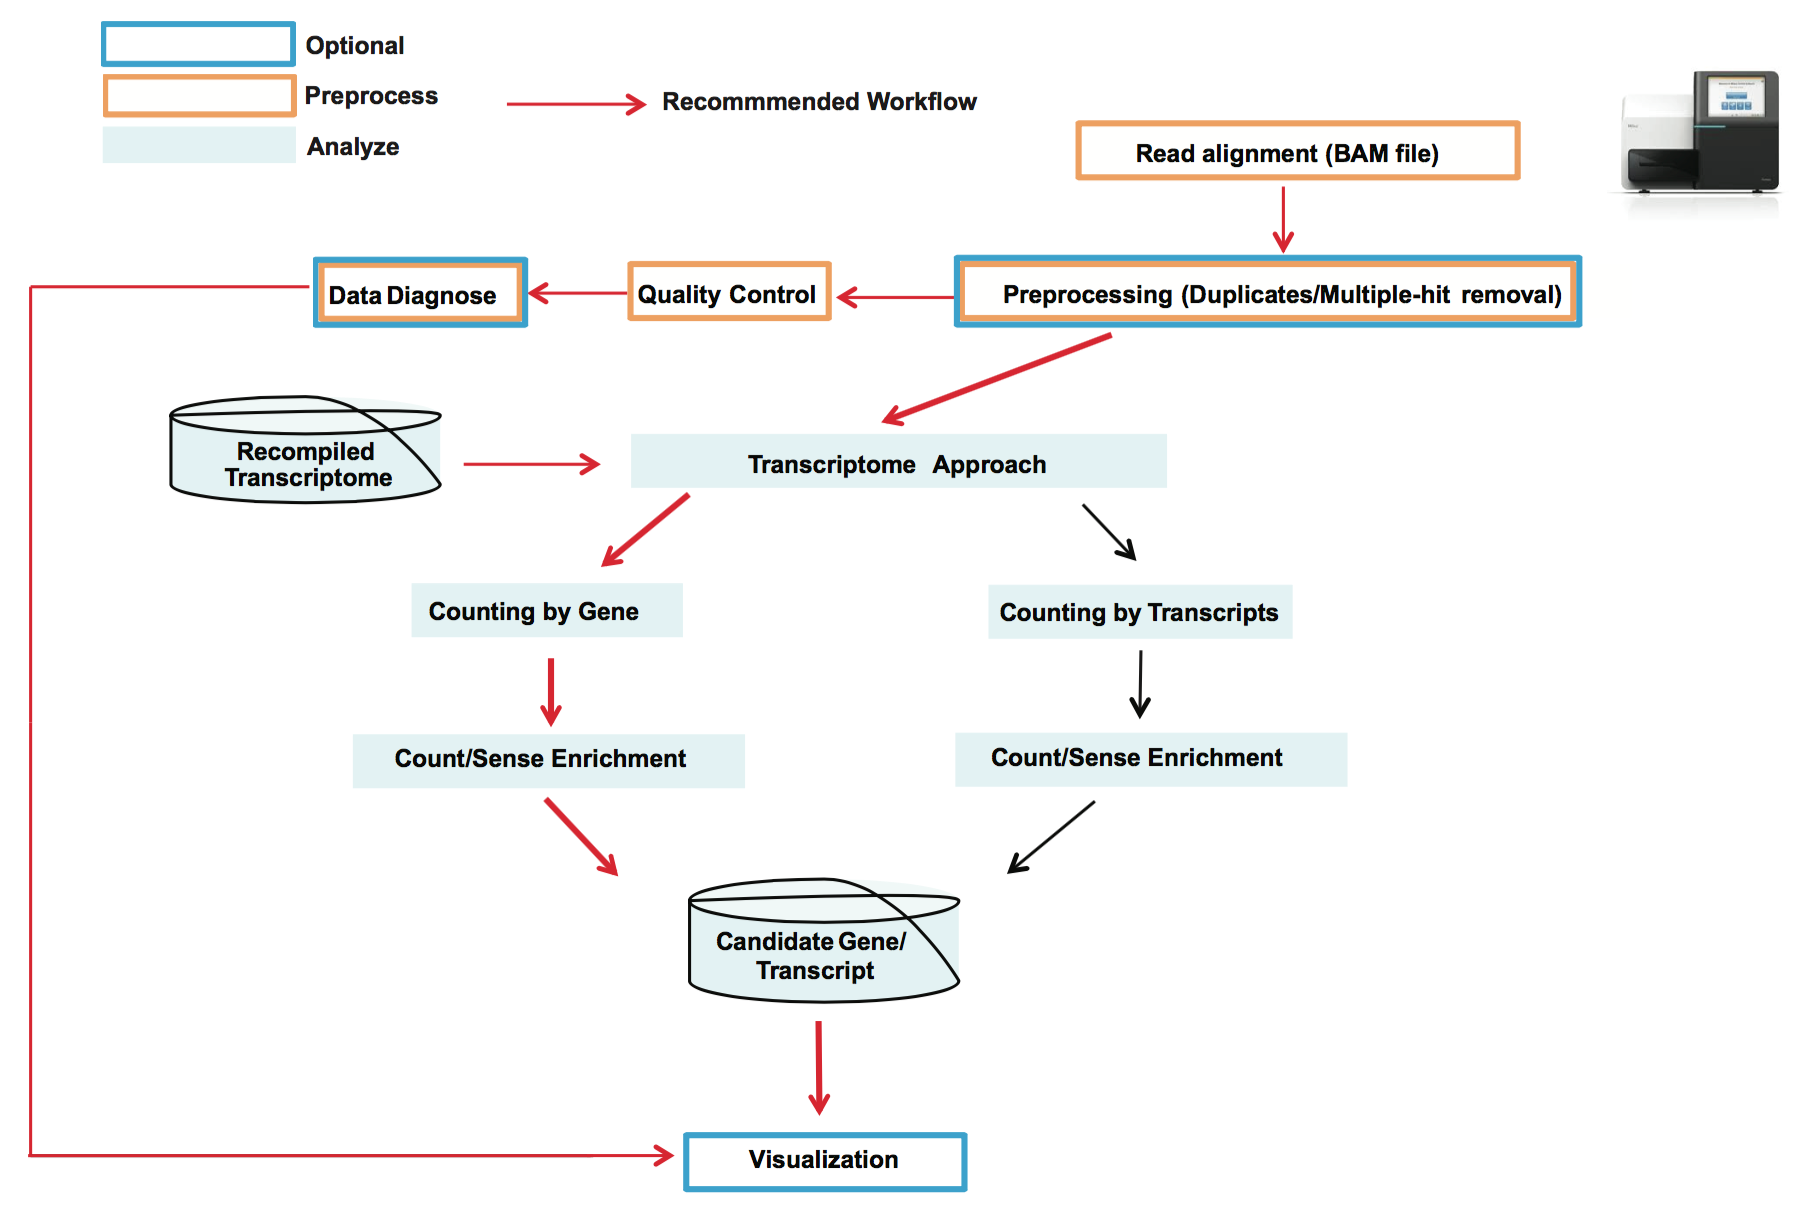 Optional
Preprocess
Recommmended Workflow
Analyze
Read alignment (BAM file)
Data Diagnose
Quality Control
Preprocessing (Duplicates/Multiple-hit removal)
Recompiled
Transcriptome
Transcriptome Approach
Counting by Gene
Counting by Transcripts
Count/Sense Enrichment
Count/Sense Enrichment
Candidate Gene/
Transcript
Visualization